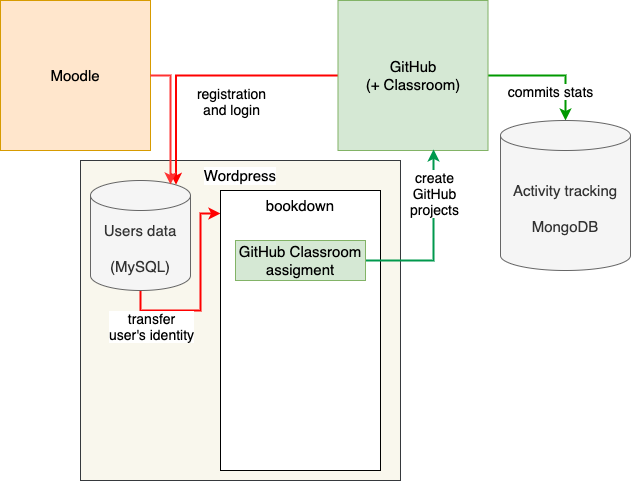 Moodle
GitHub
(+ Classroom)
registration
and login
commits stats
Wordpress
create
GitHub
projects
Activity tracking
MongoDB
Users data
(MySQL)
bookdown
GitHub Classroom
assigment
transfer
user's identity